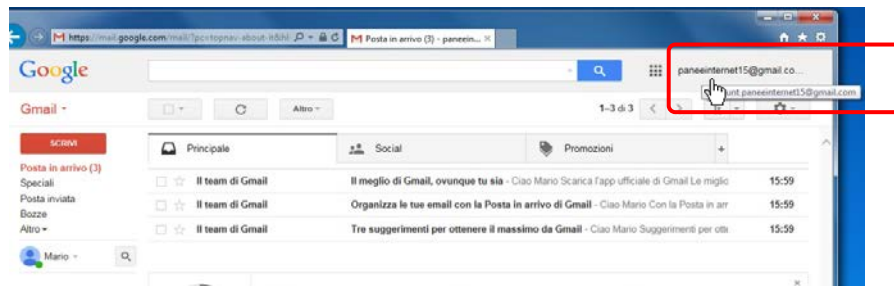 https://mail.google.com/mail/?pc=topnav-about-it&hl
Posta in arrivo (3) - paneein...
Google
paneeinternet15@gmail.co...
paneeinternet15@gmail.com
Gmail
Altro
1–3 di 3
SCRIVI
Principale
Social
Promozioni
+
Posta in arrivo (3)
Speciali
Posta inviata
Bozze
Altro
Il team di Gmail
Il meglio di Gmail, ovunque tu sia - Ciao Mario Scarica l'app ufficiale di Gmail Le miglio
15:59
Il team di Gmail
Organizza le tue email con la Posta in arrivo di Gmail - Ciao Mario Con la Posta in arr
15:59
Il team di Gmail
Tre suggerimenti per ottenere il massimo da Gmail - Ciao Mario Suggerimenti per otte
15:59
Mario